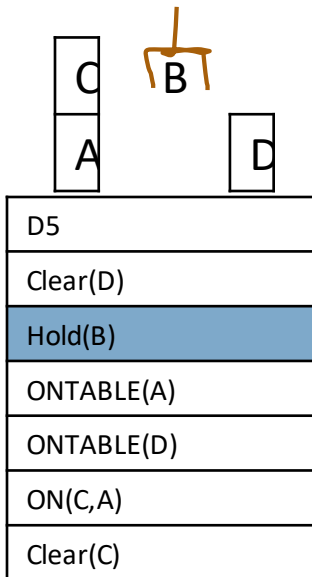 C B
A D
D5
Clear(D)
Hold(B)
ONTABLE(A)
ONTABLE(D)
ON(C,A)
Clear(C)